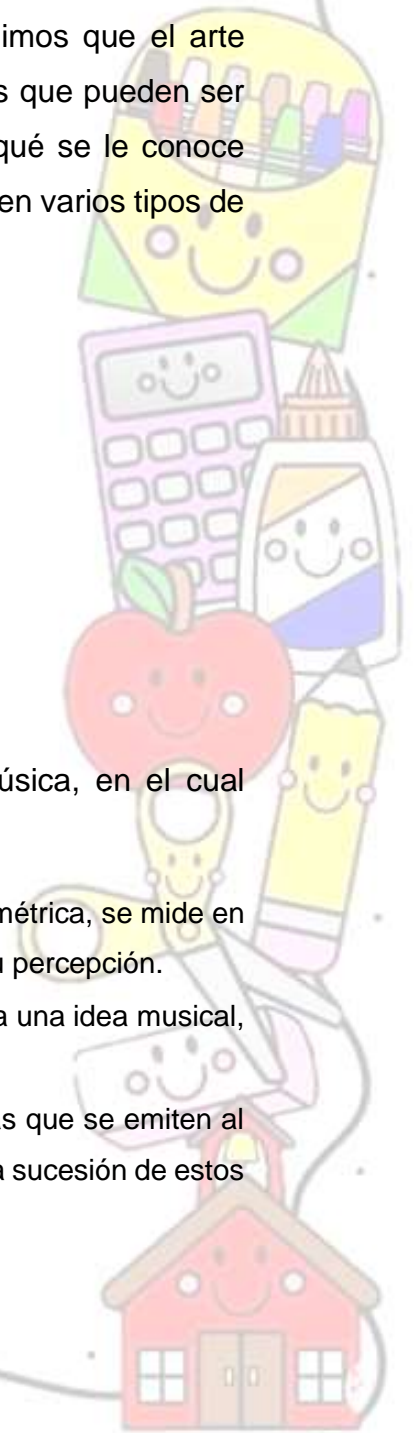 imos que el arte
s que pueden ser
qué se le conoce
en varios tipos de
úsica, en el cual
métrica, se mide en
u percepción.
a una idea musical,
as que se emiten al
a sucesión de estos